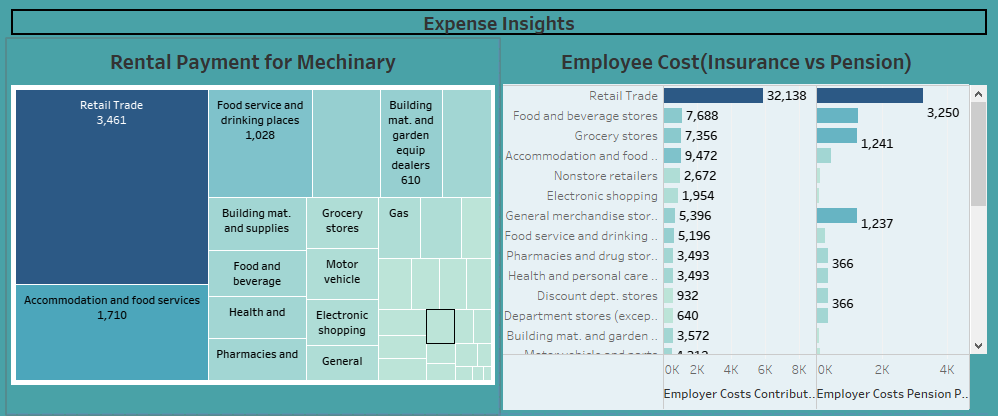 Expense Insights
Rental Payment for Mechinary
Retail Trade
3,461
Food service and
drinking places
1,028
Building
mat. and
garden
equip
dealers
610
Building mat.
and supplies
Grocery
stores
Gas
Food and
beverage
Motor
vehicle
Accommodation and food services
1,710
Health and
Electronic
shopping
Pharmacies and
General
Employee Cost(Insurance vs Pension)
Retail Trade 32,138 3,250
Food and beverage stores 7,688
Grocery stores 7,356 1,241
Accommodation and food .. 9,472
Nonstore retailers 2,672
Electronic shopping 1,954
General merchandise stor.. 5,396 1,237
Food service and drinking .. 5,196
Pharmacies and drug stor.. 3,493 366
Health and personal care .. 3,493
Discount dept. stores 932 366
Department stores (excep.. 640
Building mat. and garden .. 3,572
Motor vehicle and parts
0K 2K 4K 6K 8K 0K 2K 4K
Employer Costs Contribut.. Employer Costs Pension P..